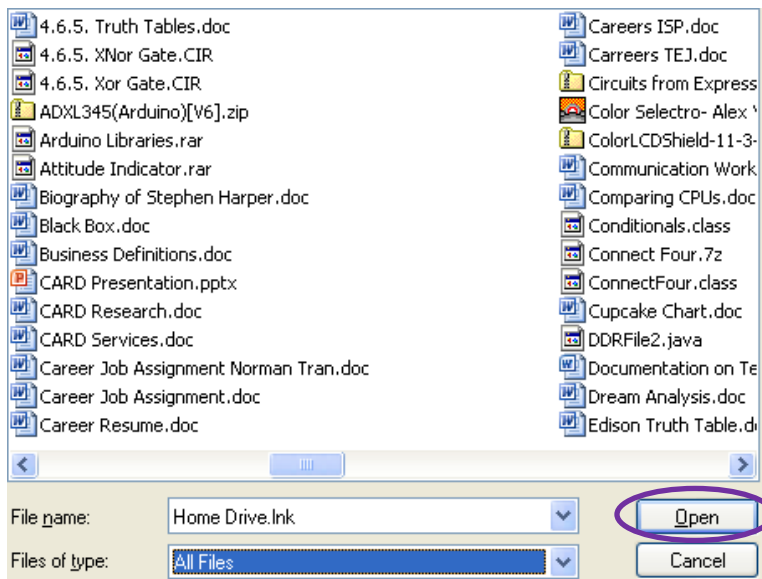 4.6.5. Truth Tables.doc
4.6.5. XNor Gate.CIR
4.6.5. Xor Gate.CIR
ADXL345(Arduino)[V6].zip
Arduino Libraries.rar
Attitude Indicator.rar
Biography of Stephen Harper.doc
Black Box.doc
Business Definitions.doc
CARD Presentation.pptx
CARD Research.doc
CARD Services.doc
Career Job Assignment Norman Tran.doc
Career Job Assignment.doc
Career Resume.doc
Careers ISP.doc
Carreers TEJ.doc
Circuits from Express
Color Selectro- Alex
ColorLCDShield-11-3-
Communication Work
Comparing CPUs.doc
Conditionals.class
Connect Four.7z
ConnectFour.class
Cupcake Chart.doc
DDRFile2.java
Documentation on Te
Dream Analysis.doc
Edison Truth Table.d
File name: Home Drive.lnk Open
Files of type: All Files Cancel